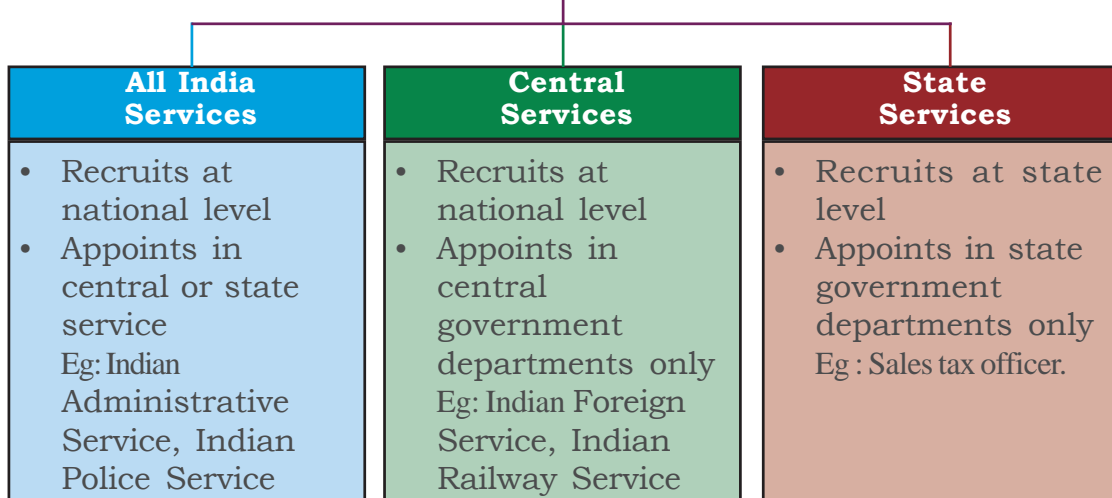 All India
Services
• Recruits at
national level
• Appoints in
central or state
service
Eg: Indian
Administrative
Service, Indian
Police Service
Central
Services
• Recruits at
national level
• Appoints in
central
government
departments only
Eg: Indian Foreign
Service, Indian
Railway Service
State
Services
• Recruits at state
level
• Appoints in state
government
departments only
Eg : Sales tax officer.